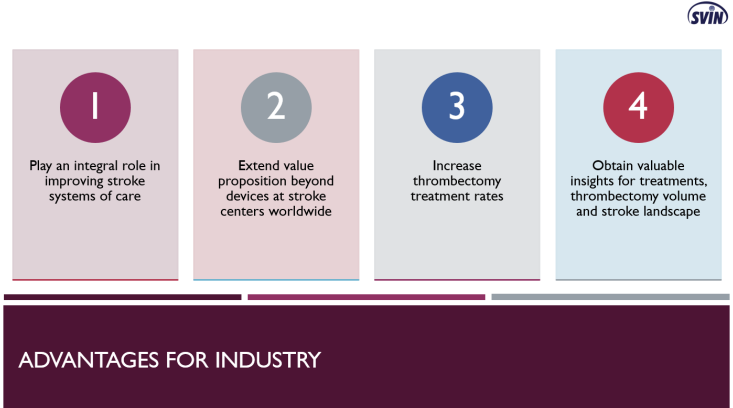 SVIN
1
Play an integral role in
improving stroke
systems of care
2
Extend value
proposition beyond
devices at stroke
centers worldwide
3
Increase
thrombectomy
treatment rates
4
Obtain valuable
insights for treatments,
thrombectomy volume
and stroke landscape
ADVANTAGES FOR INDUSTRY